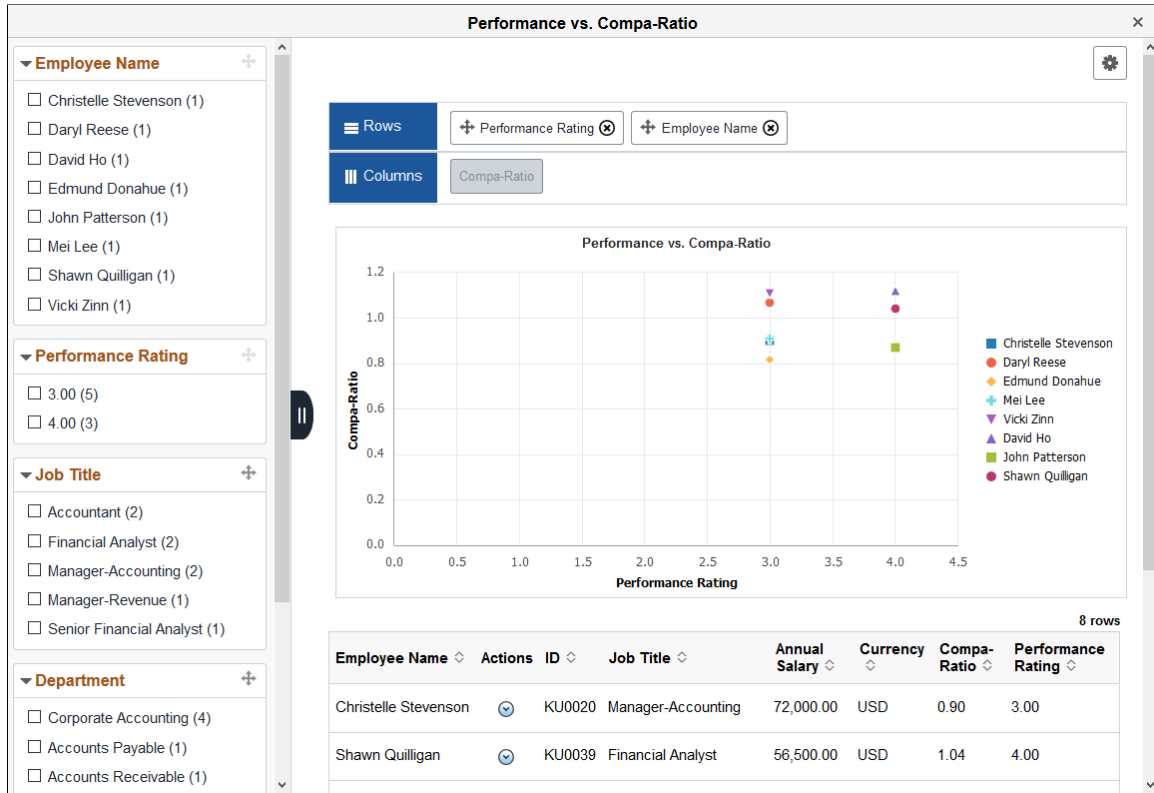 Performance vs. Compa-Ratio
Employee Name
Christelle Stevenson (1)
Daryl Reese (1)
David Ho (1)
Edmund Donahue (1)
John Patterson (1)
Mei Lee (1)
Shawn Quilligan (1)
Vicki Zinn (1)
Performance Rating
3.00 (5)
4.00 (3)
Job Title
Accountant (2)
Financial Analyst (2)
Manager-Accounting (2)
Manager-Revenue (1)
Senior Financial Analyst (1)
Department
Corporate Accounting (4)
Accounts Payable (1)
Accounts Receivable (1)
Rows Performance Rating Employee Name
Columns Compa-Ratio
Performance vs. Compa-Ratio
Compa-Ratio
1.2
1.0
0.8
0.6
0.4
0.2
0.0
0.0 0.5 1.0 1.5 2.0 2.5 3.0 3.5 4.0 4.5
Performance Rating
Christelle Stevenson
Daryl Reese
Edmund Donahue
Mei Lee
Vicki Zinn
David Ho
John Patterson
Shawn Quilligan
8 rows
Employee Name Actions ID Job Title Annual Salary Currency Compa-Ratio Performance Rating
Christelle Stevenson KU0020 Manager-Accounting 72,000.00 USD 0.90 3.00
Shawn Quilligan KU0039 Financial Analyst 56,500.00 USD 1.04 4.00